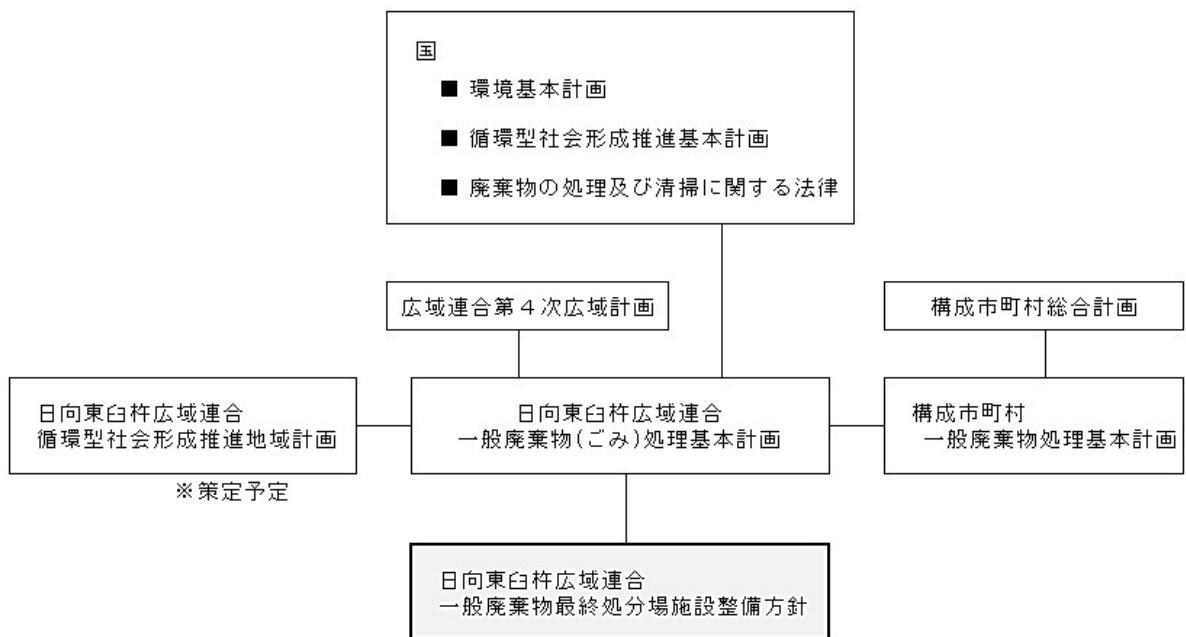 国
■ 環境基本計画
■ 循環型社会形成推進基本計画
■ 廃棄物の処理及び清掃に関する法律
広域連合第４次広域計画
構成市町村総合計画
日向東臼杵広域連合
循環型社会形成推進地域計画
※策定予定
日向東臼杵広域連合
一般廃棄物(ごみ)処理基本計画
構成市町村
一般廃棄物処理基本計画
日向東臼杵広域連合
一般廃棄物最終処分場施設整備方針